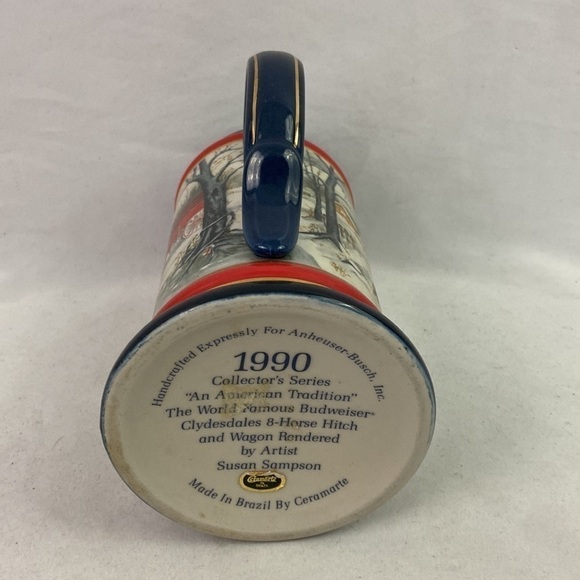 Handcrafted Expressly For Anheuser-Busch, Inc.
1990
Collector's Series
"An American Tradition"
The World Famous Budweiser®
Clydesdales 8-Horse Hitch
and Wagon Rendered
by Artist
Susan Sampson
Ceramarte
Made In Brazil By Ceramarte